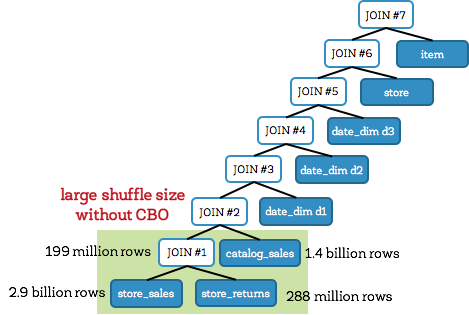 JOIN #7
JOIN #6
item
JOIN #5
store
JOIN #4
date_dim d3
JOIN #3
date_dim d2
large shuffle size
without CBO
JOIN #2
date_dim d1
199 million rows
JOIN #1
catalog_sales
1.4 billion rows
2.9 billion rows
store_sales
store_returns
288 million rows